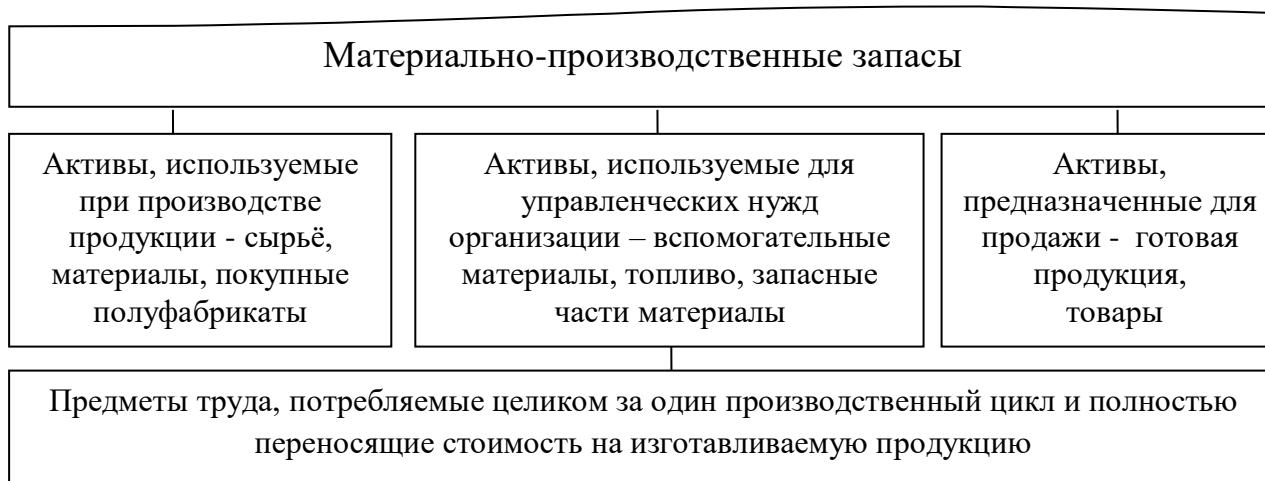 Материально-производственные запасы
Активы, используемые
при производстве
продукции - сырьё,
материалы, покупные
полуфабрикаты
Активы, используемые для
управленческих нужд
организации – вспомогательные
материалы, топливо, запасные
части материалы
Активы,
предназначенные для
продажи - готовая
продукция,
товары
Предметы труда, потребляемые целиком за один производственный цикл и полностью
переносящие стоимость на изготавливаемую продукцию